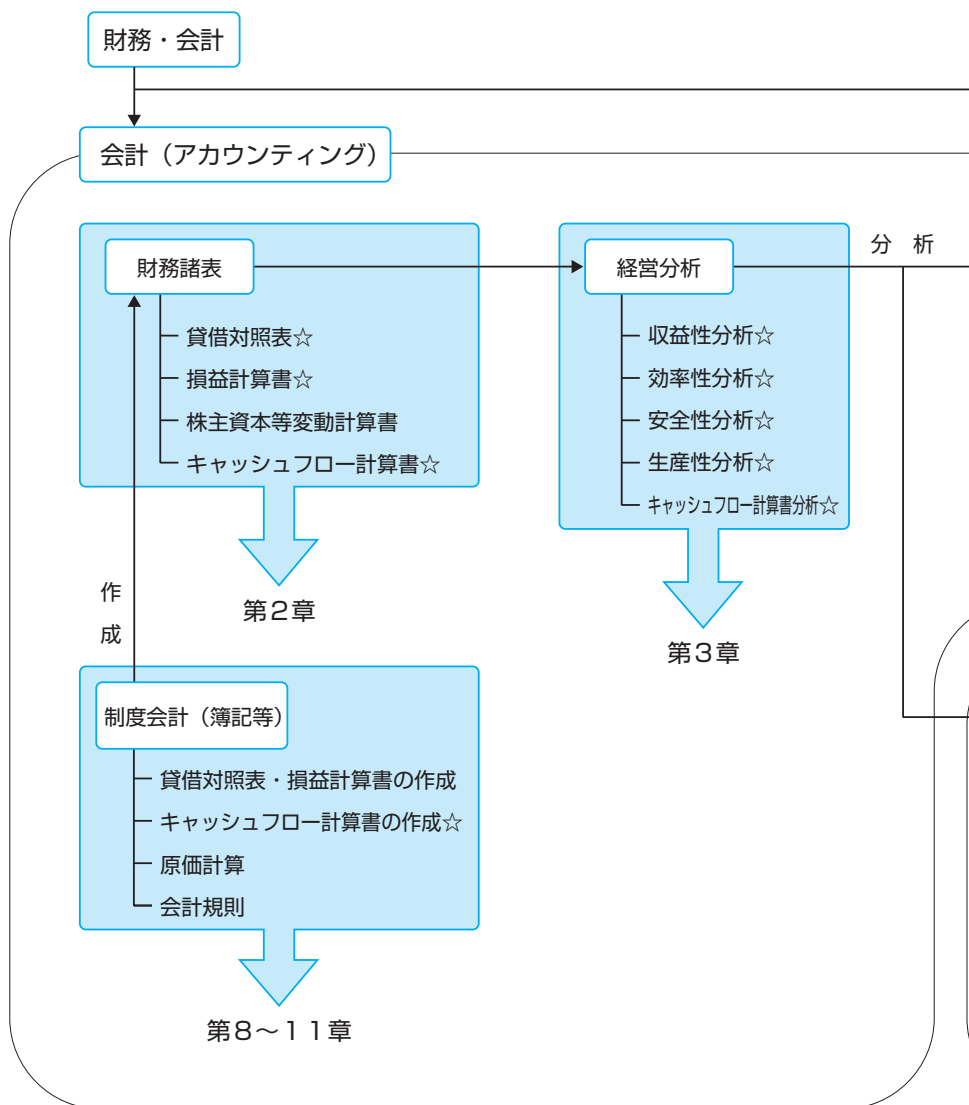 財務・会計
会計（アカウンティング）
財務諸表
貸借対照表☆
損益計算書☆
株主資本等変動計算書
キャッシュフロー計算書☆
第2章
経営分析
収益性分析☆
効率性分析☆
安全性分析☆
生産性分析☆
キャッシュフロー計算書分析☆
第3章
分　析
作
成
制度会計（簿記等）
貸借対照表・損益計算書の作成
キャッシュフロー計算書の作成☆
原価計算
会計規則
第8～11章